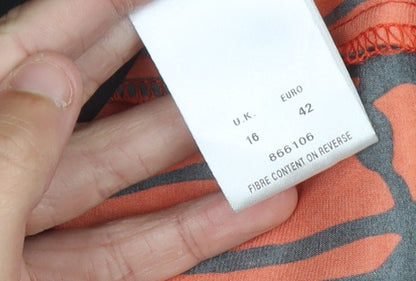 U.K. EURO
16 42
866106
FIBRE CONTENT ON REVERSE